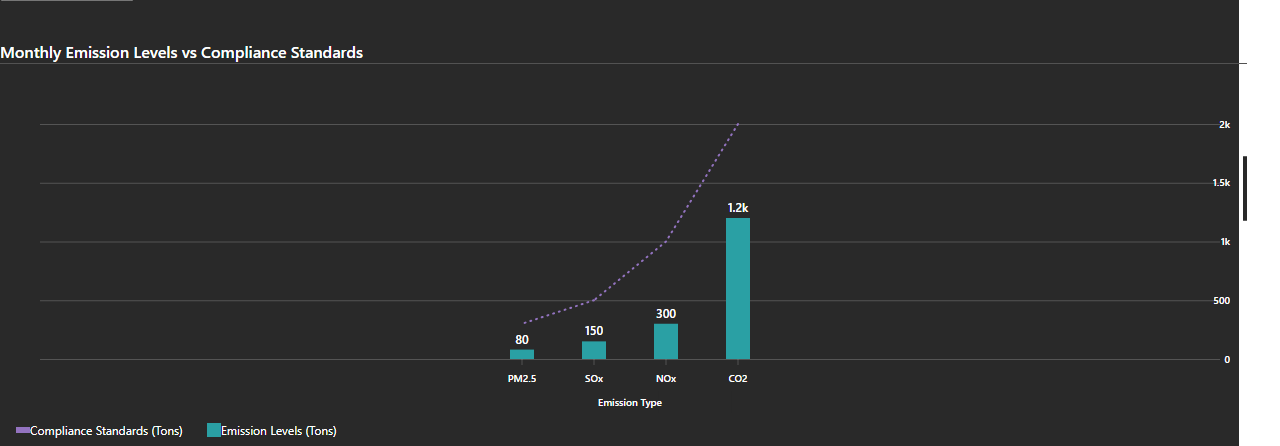 Monthly Emission Levels vs Compliance Standards
2k
1.5k
1.2k
1k
500
300
150
80
0
PM2.5 SOx NOx CO2
Emission Type
Compliance Standards (Tons) Emission Levels (Tons)